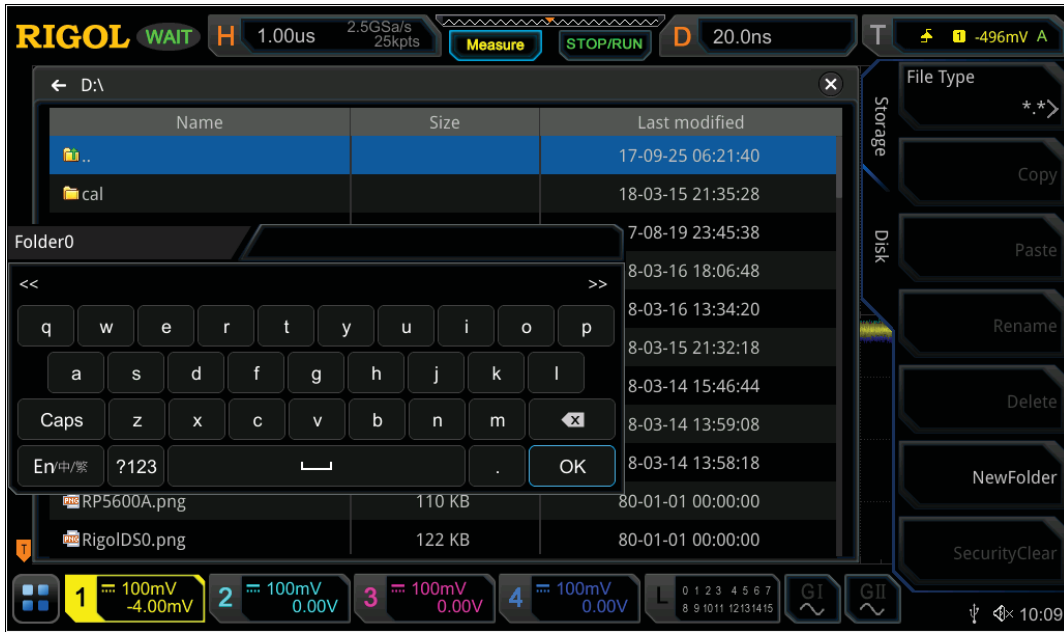 RIGOL WAIT H 1.00us 2.5GSa/s 25kpts Measure STOP/RUN D 20.0ns T 1 -496mV A
← D:\
Name Size Last modified
.. 17-09-25 06:21:40
cal 18-03-15 21:35:28
7-08-19 23:45:38
8-03-16 18:06:48
8-03-16 13:34:20
8-03-15 21:32:18
8-03-14 15:46:44
8-03-14 13:59:08
8-03-14 13:58:18
RP5600A.png 110 KB 80-01-01 00:00:00
RigolDS0.png 122 KB 80-01-01 00:00:00
Folder0
<< >>
q w e r t y u i o p
a s d f g h j k l
Caps z x c v b n m
En/中/繁 ?123 . OK
Storage
Disk
File Type
*.*>
Copy
Paste
Rename
Delete
NewFolder
SecurityClear
T
1 100mV -4.00mV
2 100mV 0.00V
3 100mV 0.00V
4 100mV 0.00V
L 0 1 2 3 4 5 6 7
8 9 10 11 12 13 14 15
GI
GII
10:09